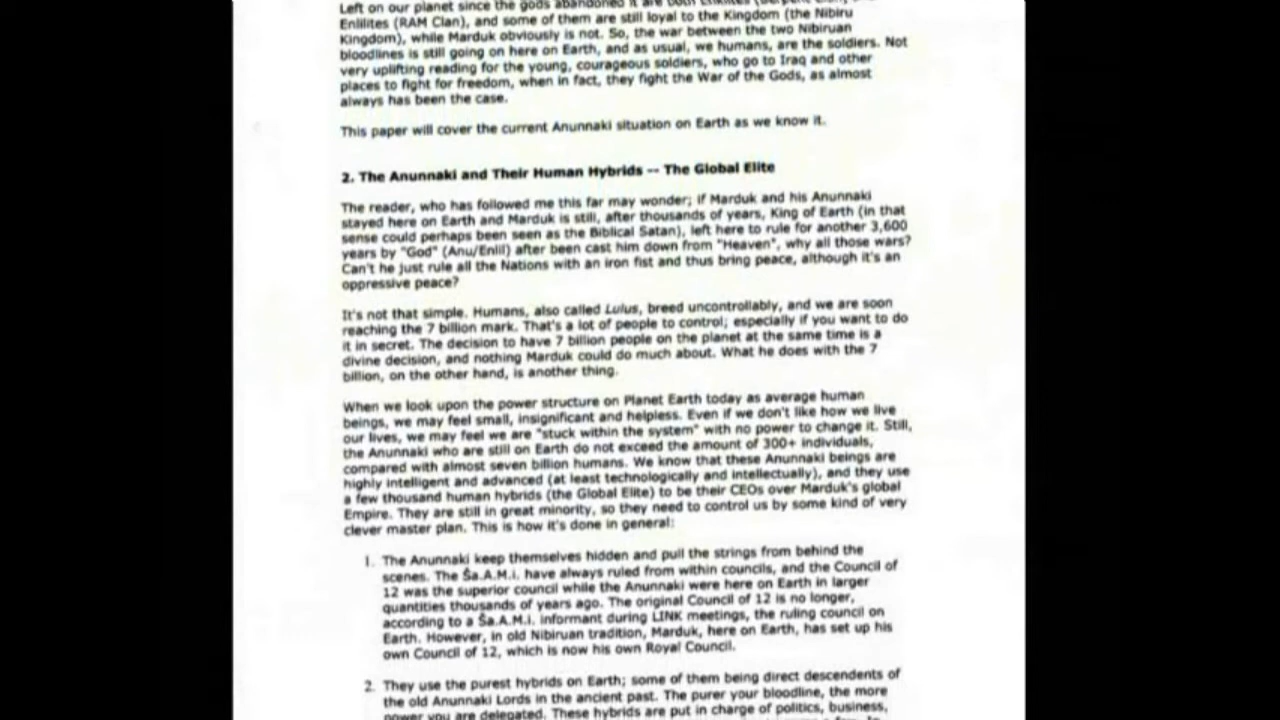 Left on our planet since the gods abandoned it are both
Enlilites (RAM Clan), and some of them are still loyal to the Kingdom (the Nibiru
Kingdom), while Marduk obviously is not. So, the war between the two Nibiruan
bloodlines is still going on here on Earth, and as usual, we humans, are the soldiers. Not
very uplifting reading for the young, courageous soldiers, who go to Iraq and other
places to fight for freedom, when in fact, they fight the War of the Gods, as almost
always has been the case.
This paper will cover the current Anunnaki situation on Earth as we know it.
2. The Anunnaki and Their Human Hybrids -- The Global Elite
The reader, who has followed me this far may wonder; if Marduk and his Anunnaki
stayed here on Earth and Marduk is still, after thousands of years, King of Earth (in that
sense could perhaps been seen as the Biblical Satan), left here to rule for another 3,600
years by "God" (Anu/Enlil) after been cast him down from "Heaven", why all those wars?
Can't he just rule all the Nations with an iron fist and thus bring peace, although it's an
oppressive peace?
It's not that simple. Humans, also called Lulus, breed uncontrollably, and we are soon
reaching the 7 billion mark. That's a lot of people to control; especially if you want to do
it in secret. The decision to have 7 billion people on the planet at the same time is a
divine decision, and nothing Marduk could do much about. What he does with the 7
billion, on the other hand, is another thing.
When we look upon the power structure on Planet Earth today as average human
beings, we may feel small, insignificant and helpless. Even if we don't like how we live
our lives, we may feel we are "stuck within the system" with no power to change it. Still,
the Anunnaki who are still on Earth do not exceed the amount of 300+ individuals,
compared with almost seven billion humans. We know that these Anunnaki beings are
highly intelligent and advanced (at least technologically and intellectually), and they use
a few thousand human hybrids (the Global Elite) to be their CEOs over Marduk's global
Empire. They are still in great minority, so they need to control us by some kind of very
clever master plan. This is how it's done in general:
1. The Anunnaki keep themselves hidden and pull the strings from behind the
scenes. The Ša.A.M.i. have always ruled from within councils, and the Council of
12 was the superior council while the Anunnaki were here on Earth in larger
quantities thousands of years ago. The original Council of 12 is no longer,
according to a Ša.A.M.i. informant during LINK meetings, the ruling council on
Earth. However, in old Nibiruan tradition, Marduk, here on Earth, has set up his
own Council of 12, which is now his own Royal Council.
2. They use the purest hybrids on Earth; some of them being direct descendents of
the old Anunnaki Lords in the ancient past. The purer your bloodline, the more
power you are delegated. These hybrids are put in charge of politics, business,